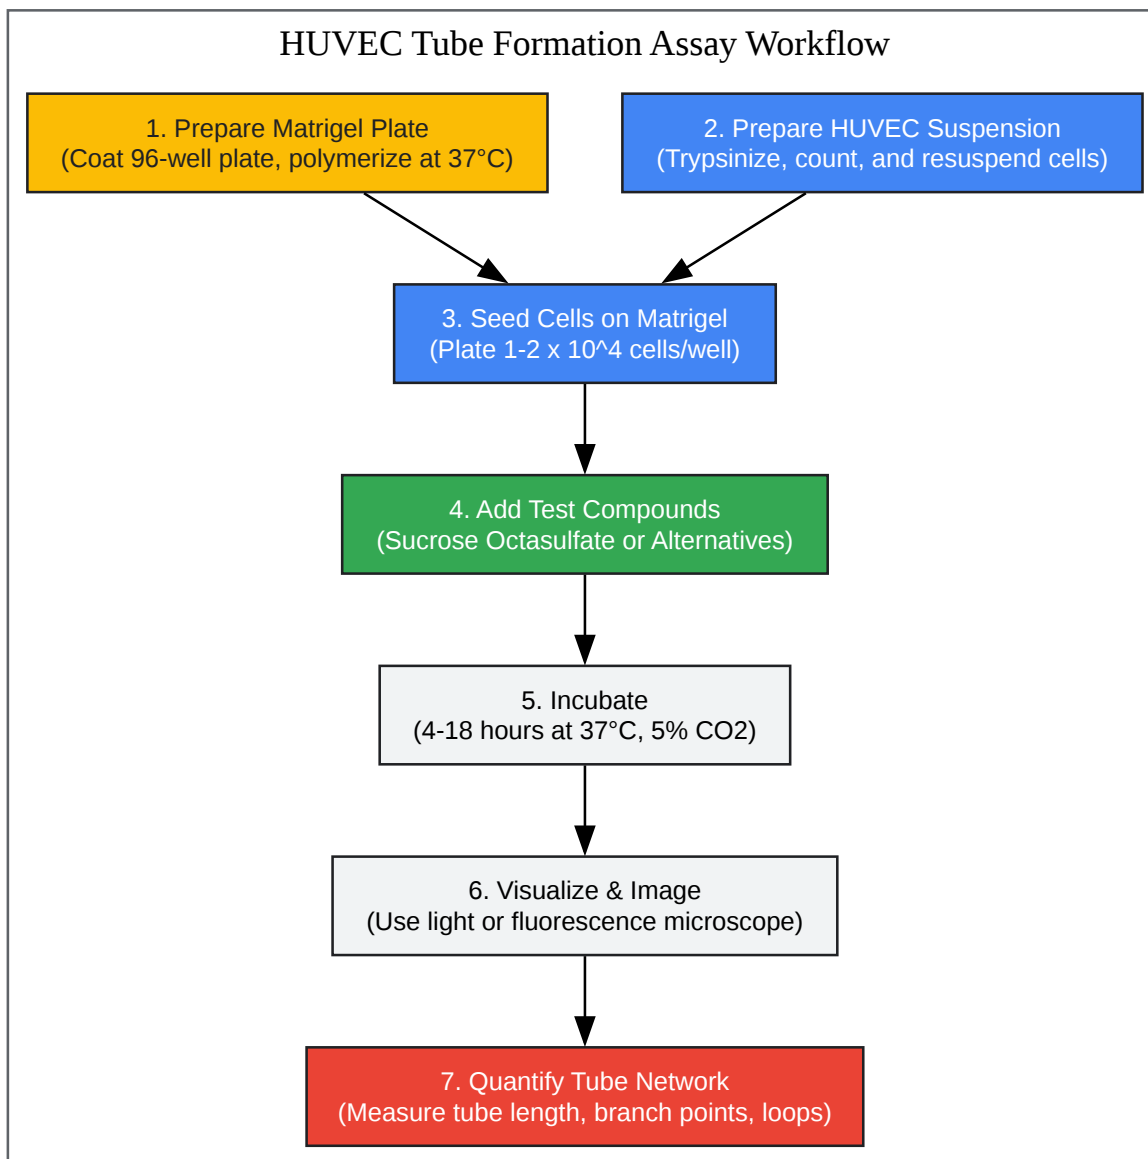 HUVEC Tube Formation Assay Workflow
1. Prepare Matrigel Plate
(Coat 96-well plate, polymerize at 37°C)
2. Prepare HUVEC Suspension
(Trypsinize, count, and resuspend cells)
3. Seed Cells on Matrigel
(Plate 1-2 x 10^4 cells/well)
4. Add Test Compounds
(Sucrose Octasulfate or Alternatives)
5. Incubate
(4-18 hours at 37°C, 5% CO2)
6. Visualize & Image
(Use light or fluorescence microscope)
7. Quantify Tube Network
(Measure tube length, branch points, loops)